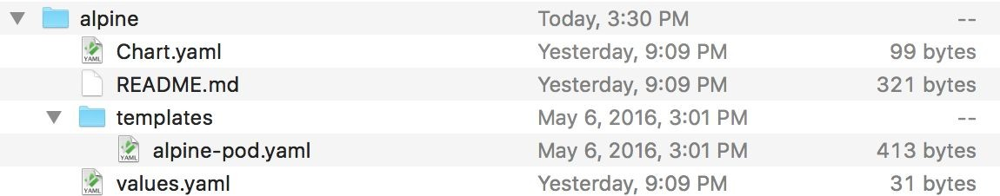 alpine Today, 3:30 PM --
Chart.yaml Yesterday, 9:09 PM 99 bytes
README.md Yesterday, 9:09 PM 321 bytes
templates May 6, 2016, 3:01 PM --
YAML alpine-pod.yaml May 6, 2016, 3:01 PM 413 bytes
values.yaml Yesterday, 9:09 PM 31 bytes